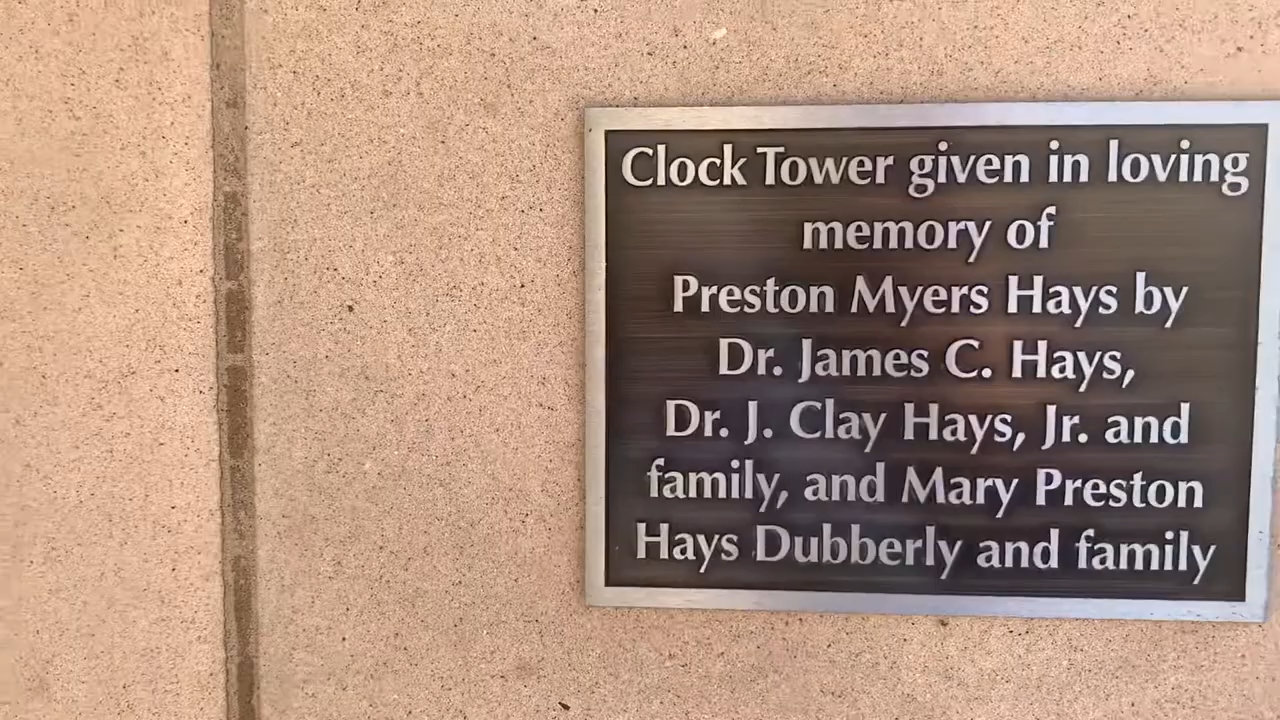 Clock Tower given in loving
memory of
Preston Myers Hays by
Dr. James C. Hays,
Dr. J. Clay Hays, Jr. and
family, and Mary Preston
Hays Dubberly and family